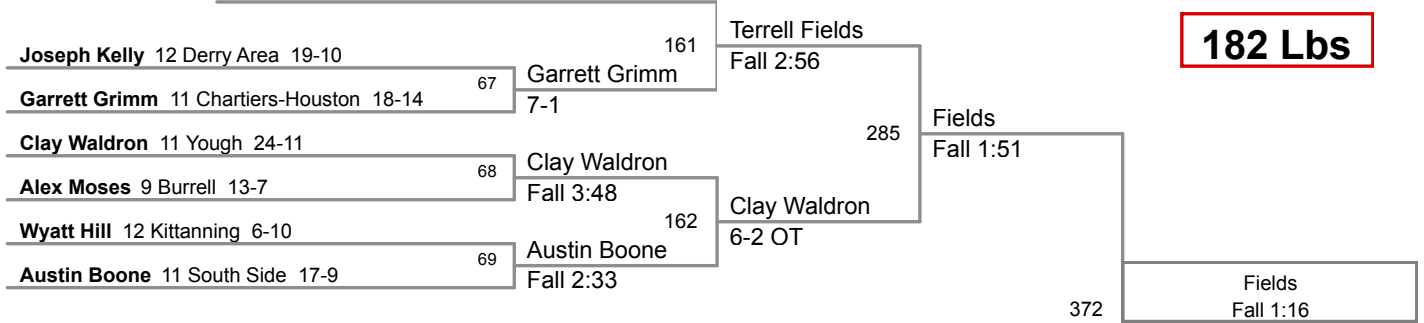 182 Lbs
Joseph Kelly 12 Derry Area 19-10
Garrett Grimm 11 Chartiers-Houston 18-14
Clay Waldron 11 Yough 24-11
Alex Moses 9 Burrell 13-7
Wyatt Hill 12 Kittanning 6-10
Austin Boone 11 South Side 17-9
67
Garrett Grimm
7-1
68
Clay Waldron
Fall 3:48
69
Austin Boone
Fall 2:33
161
Terrell Fields
Fall 2:56
162
Clay Waldron
6-2 OT
285
Fields
Fall 1:51
372
Fields
Fall 1:16